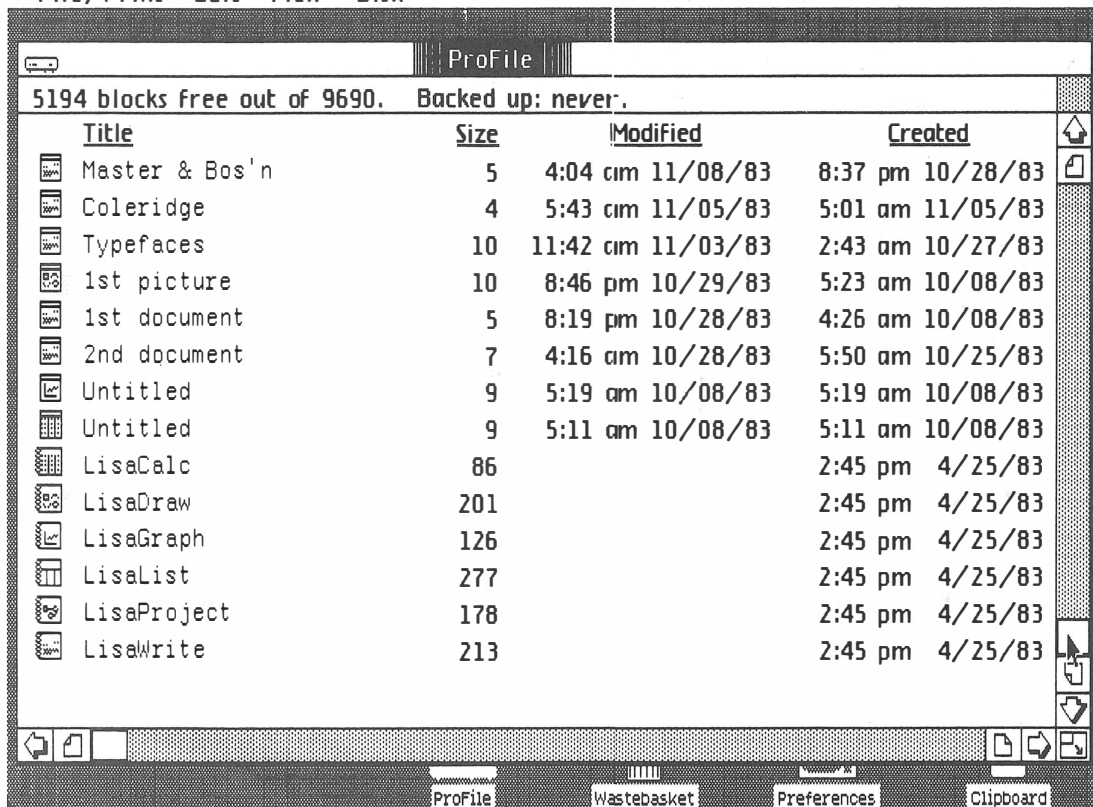 ProFile
5194 blocks free out of 9690. Backed up: never.
Title Size Modified Created
Master & Bos'n 5 4:04 am 11/08/83 8:37 pm 10/28/83
Coleridge 4 5:43 am 11/05/83 5:01 am 11/05/83
Typefaces 10 11:42 am 11/03/83 2:43 am 10/27/83
1st picture 10 8:46 pm 10/29/83 5:23 am 10/08/83
1st document 5 8:19 pm 10/28/83 4:26 am 10/08/83
2nd document 7 4:16 am 10/28/83 5:50 am 10/25/83
Untitled 9 5:19 am 10/08/83 5:19 am 10/08/83
Untitled 9 5:11 am 10/08/83 5:11 am 10/08/83
LisaCalc 86 2:45 pm 4/25/83
LisaDraw 201 2:45 pm 4/25/83
LisaGraph 126 2:45 pm 4/25/83
LisaList 277 2:45 pm 4/25/83
LisaProject 178 2:45 pm 4/25/83
LisaWrite 213 2:45 pm 4/25/83
ProFile Wastebasket Preferences Clipboard